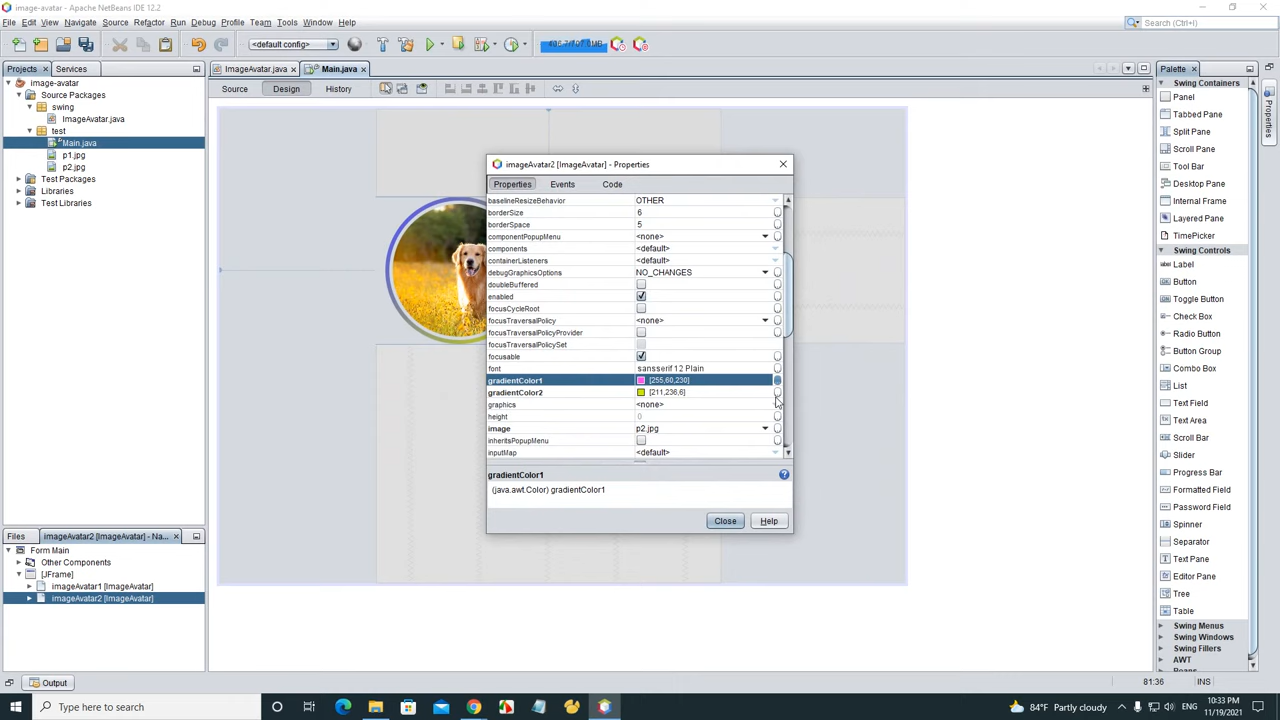 image-avatar - Apache NetBeans IDE 12.2
File Edit View Navigate Source Refactor Run Debug Profile Team Tools Window Help
Search (Ctrl+I)
<default config>
Projects Services
ImageAvatar.java Main.java
Palette
Source Design History
image-avatar
Source Packages
swing
ImageAvatar.java
test
Main.java
p1.jpg
p2.jpg
Test Packages
Libraries
Test Libraries
imageAvatar2 [ImageAvatar] - Properties
Properties Events Code
baselineResizeBehavior OTHER
borderSize 6
borderSpace 5
componentPopupMenu <none>
components <default>
containerListeners <default>
debugGraphicsOptions NO_CHANGES
doubleBuffered
enabled
focusCycleRoot
focusTraversalPolicy <none>
focusTraversalPolicyProvider
focusTraversalPolicySet
focusable
font sansserif 12 Plain
gradientColor1 [255,60,230]
gradientColor2 [211,236,6]
graphics <none>
height 0
image p2.jpg
inheritsPopupMenu
inputMap <default>
gradientColor1
(java.awt.Color) gradientColor1
Close Help
Swing Containers
Panel
Tabbed Pane
Split Pane
Scroll Pane
Tool Bar
Desktop Pane
Internal Frame
Layered Pane
TimePicker
Swing Controls
Label
Button
Toggle Button
Check Box
Radio Button
Button Group
Combo Box
List
Text Field
Text Area
Scroll Bar
Slider
Progress Bar
Formatted Field
Password Field
Spinner
Separator
Text Pane
Editor Pane
Tree
Table
Swing Menus
Swing Windows
Swing Fillers
AWT
Properties
Files imageAvatar2 [ImageAvatar] - Na...
Form Main
Other Components
[JFrame]
imageAvatar1 [ImageAvatar]
imageAvatar2 [ImageAvatar]
Output
81:36 INS
Type here to search
84°F Partly cloudy
ENG
10:33 PM
11/19/2021